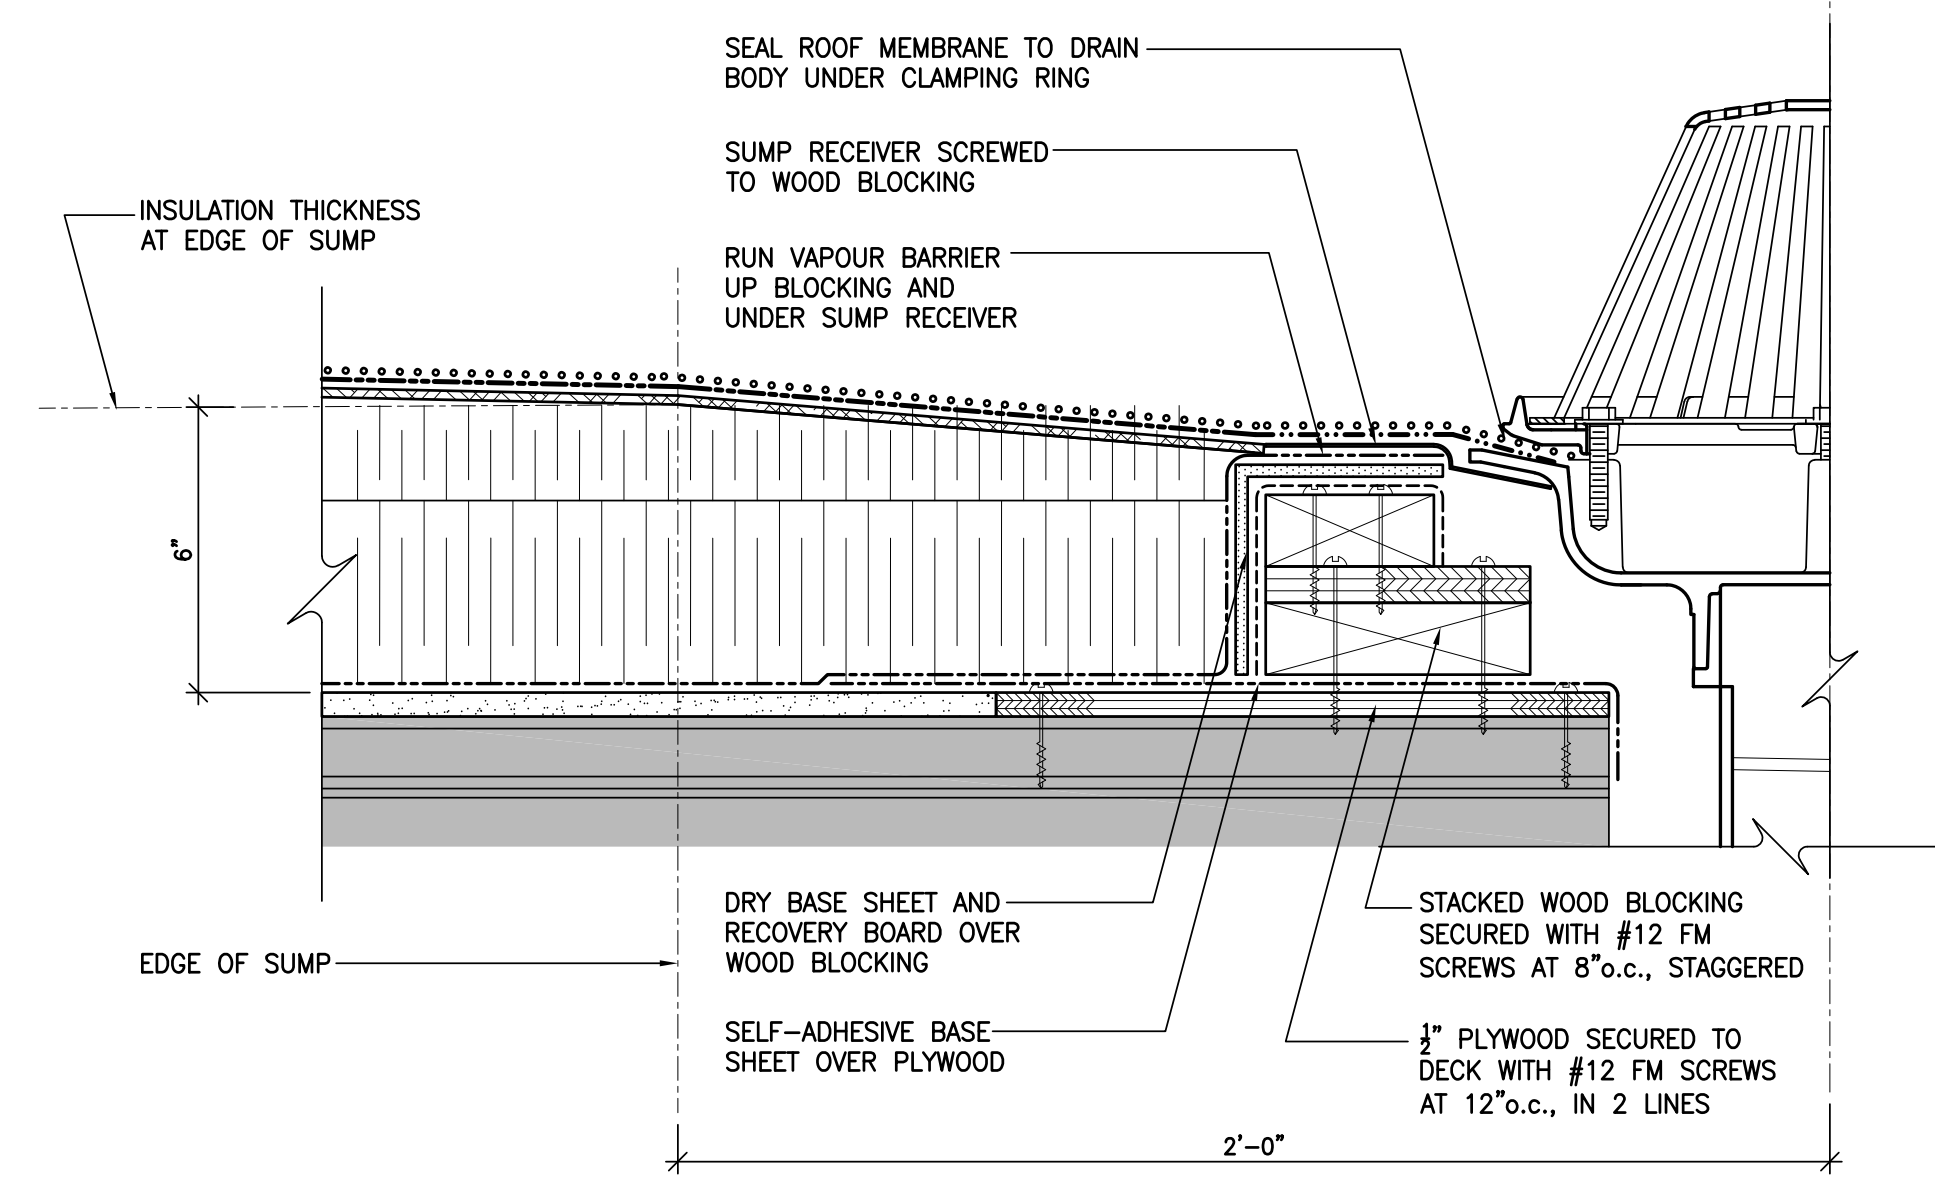 SEAL ROOF MEMBRANE TO DRAIN
BODY UNDER CLAMPING RING
SUMP RECEIVER SCREWED
TO WOOD BLOCKING
INSULATION THICKNESS
AT EDGE OF SUMP
RUN VAPOUR BARRIER
UP BLOCKING AND
UNDER SUMP RECEIVER
6"
DRY BASE SHEET AND
RECOVERY BOARD OVER
WOOD BLOCKING
STACKED WOOD BLOCKING
SECURED WITH #12 FM
SCREWS AT 8"o.c., STAGGERED
EDGE OF SUMP
SELF-ADHESIVE BASE
SHEET OVER PLYWOOD
½" PLYWOOD SECURED TO
DECK WITH #12 FM SCREWS
AT 12"o.c., IN 2 LINES
2'-0"